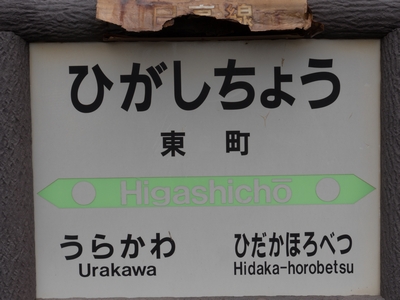 ひがしちょう
東町
Higashichō
うらかわ
Urakawa
ひだかほろべつ
Hidaka-horobetsu